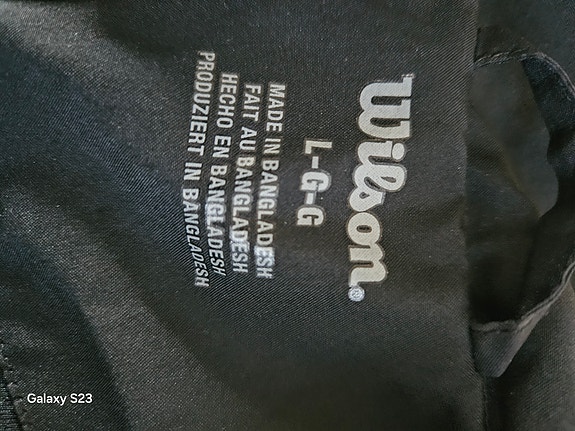 Wilson®
L-G-G
MADE IN BANGLADESH
FAIT AU BANGLADESH
HECHO EN BANGLADESH
PRODUZIERT IN BANGLADESH
Galaxy S23